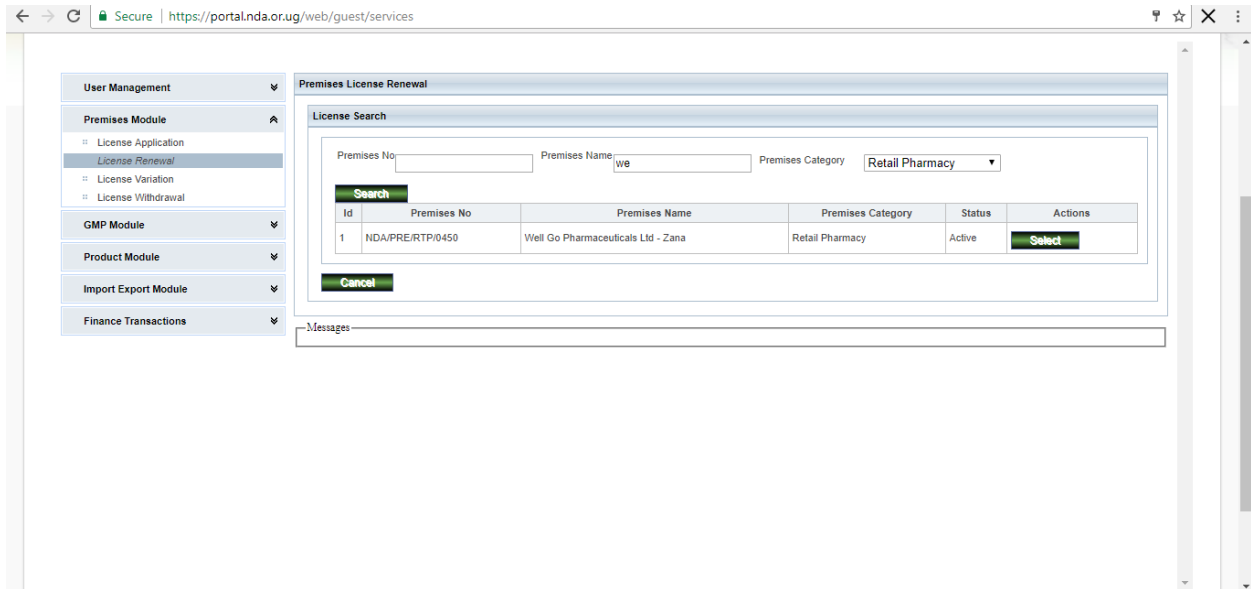 Secure | https://portal.nda.or.ug/web/guest/services
User Management
Premises Module
License Application
License Renewal
License Variation
License Withdrawal
GMP Module
Product Module
Import Export Module
Finance Transactions
Premises License Renewal
License Search
Premises No Premises Name we Premises Category Retail Pharmacy
Search
Id Premises No Premises Name Premises Category Status Actions
1 NDA/PRE/RTP/0450 Well Go Pharmaceuticals Ltd - Zana Retail Pharmacy Active Select
Cancel
Messages